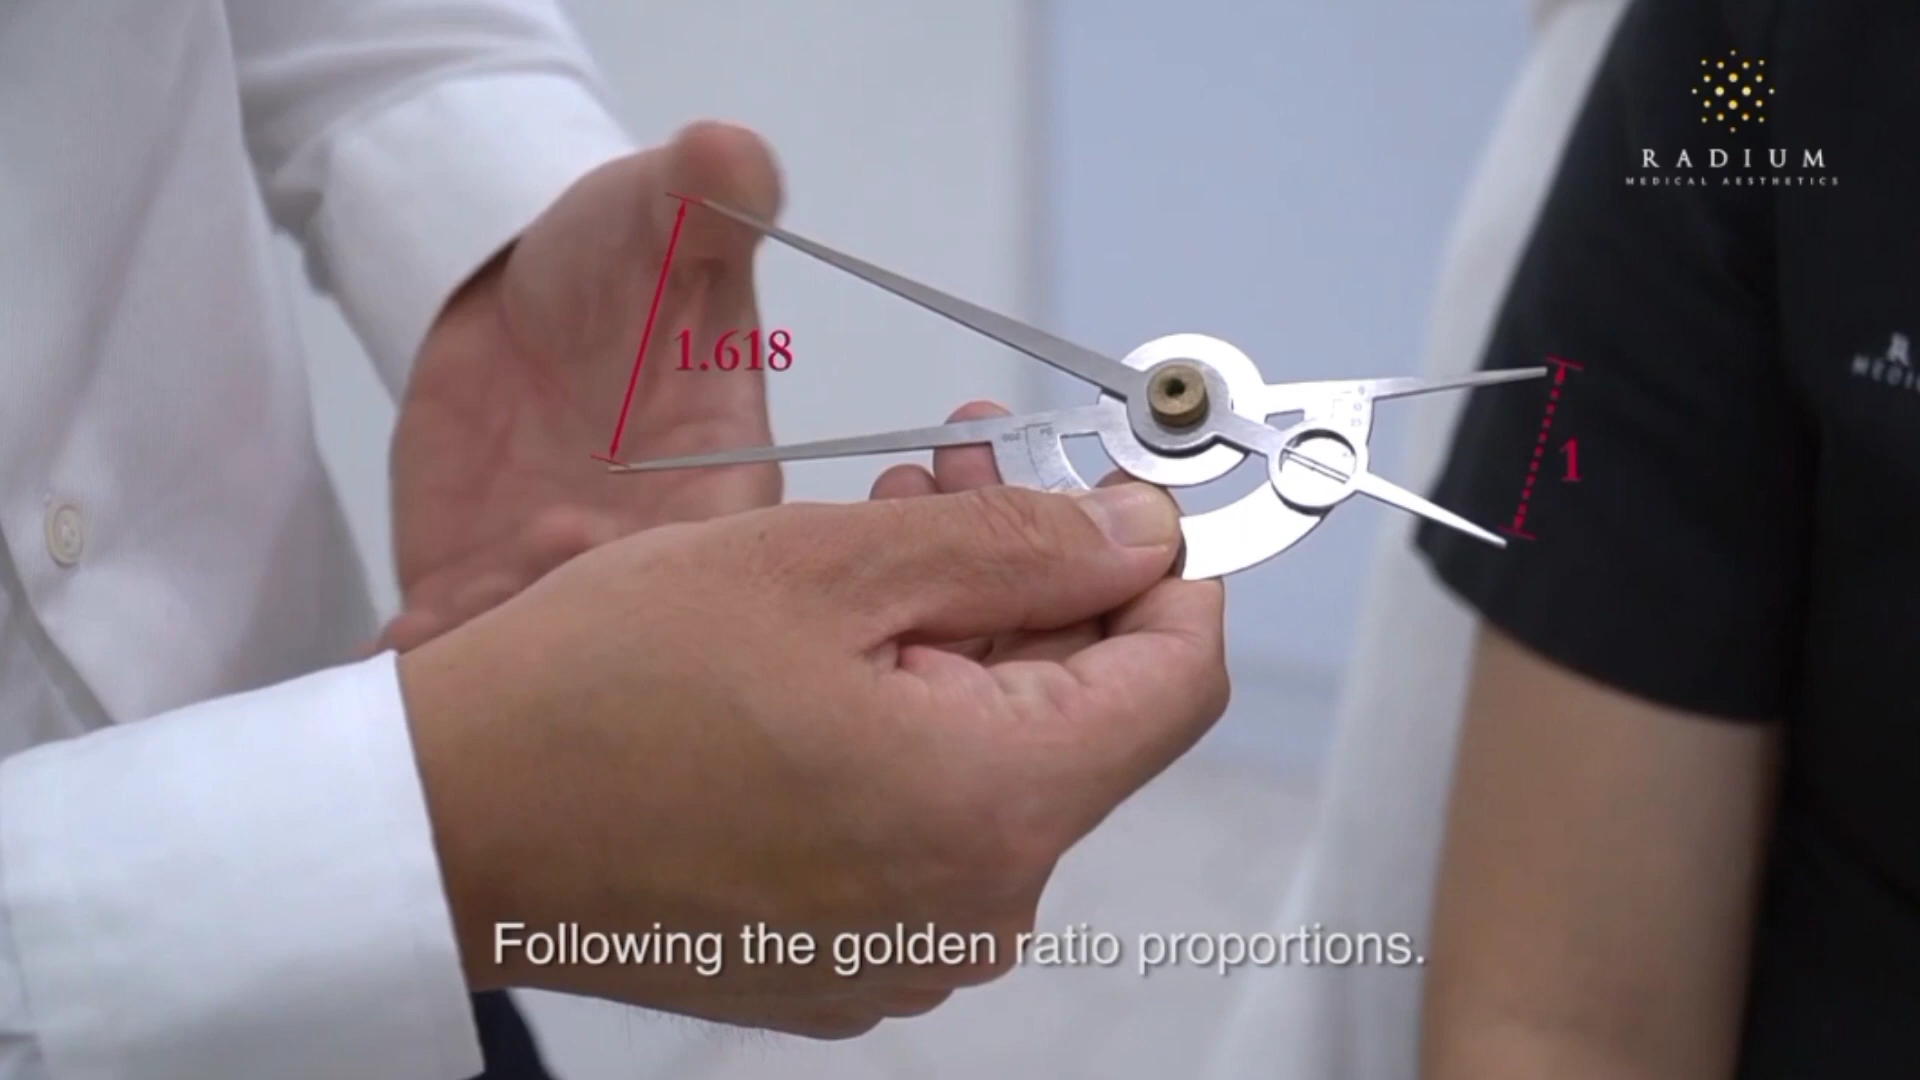 RADIUM
MEDICAL AESTHETICS
1.618
1
Following the golden ratio proportions.